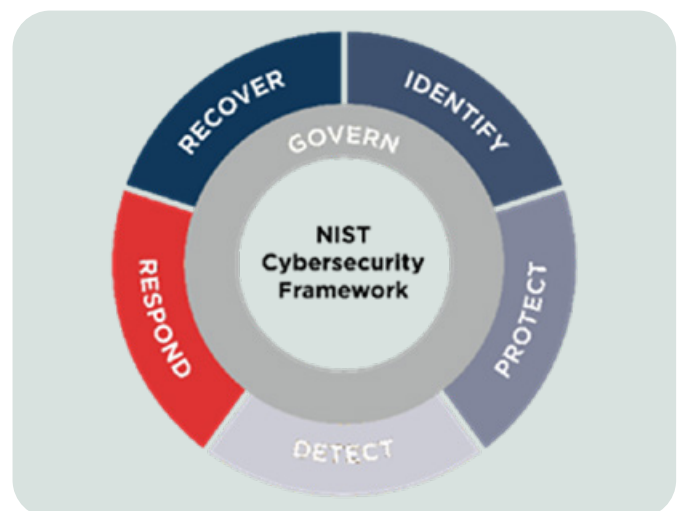 RECOVER
IDENTIFY
GOVERN
NIST
Cybersecurity
Framework
RESPOND
PROTECT
DETECT